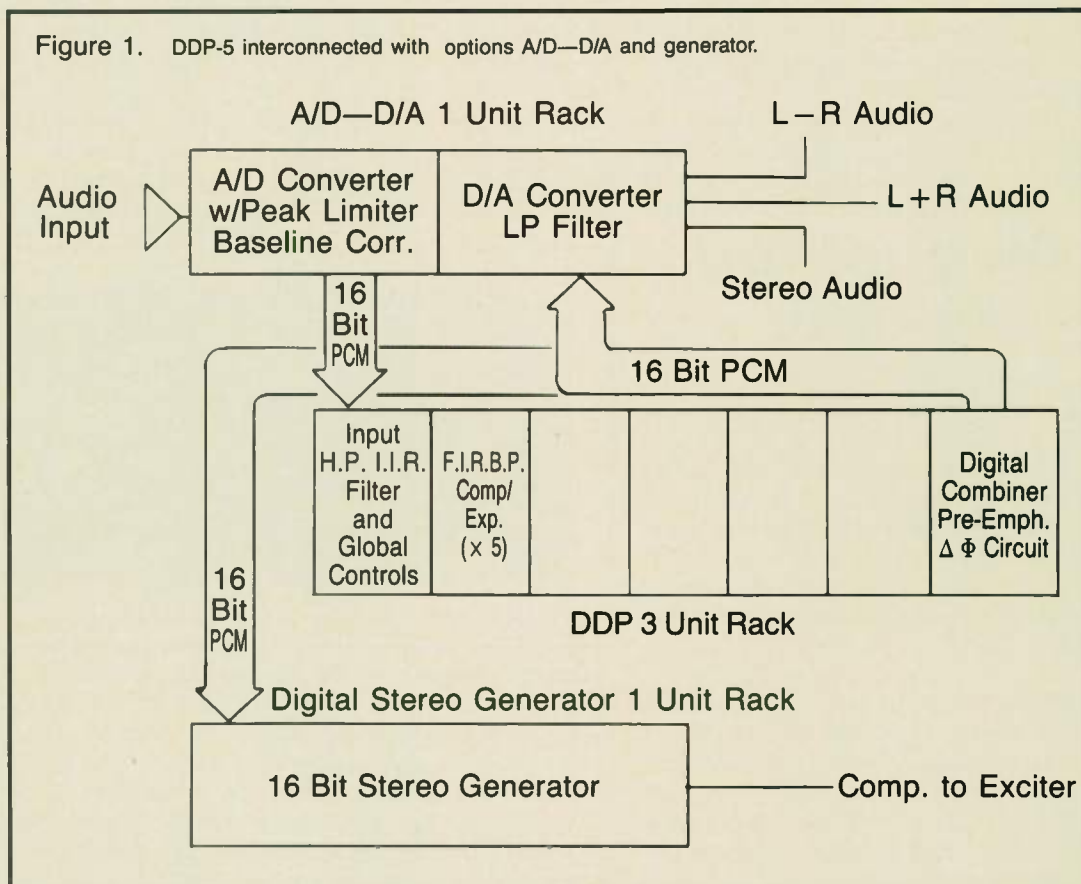 Figure 1. DDP-5 interconnected with options A/D—D/A and generator.
A/D—D/A 1 Unit Rack
L – R Audio
Audio
Input
A/D Converter
w/Peak Limiter
Baseline Corr.
D/A Converter
LP Filter
L + R Audio
Stereo Audio
16
Bit
PCM
16 Bit PCM
Input
H.P. I.I.R.
Filter
and
Global
Controls
F.I.R.B.P.
Comp/
Exp.
(× 5)
Digital
Combiner
Pre-Emph.
Δ Φ Circuit
16
Bit
PCM
DDP 3 Unit Rack
Digital Stereo Generator 1 Unit Rack
16 Bit Stereo Generator
Comp. to Exciter